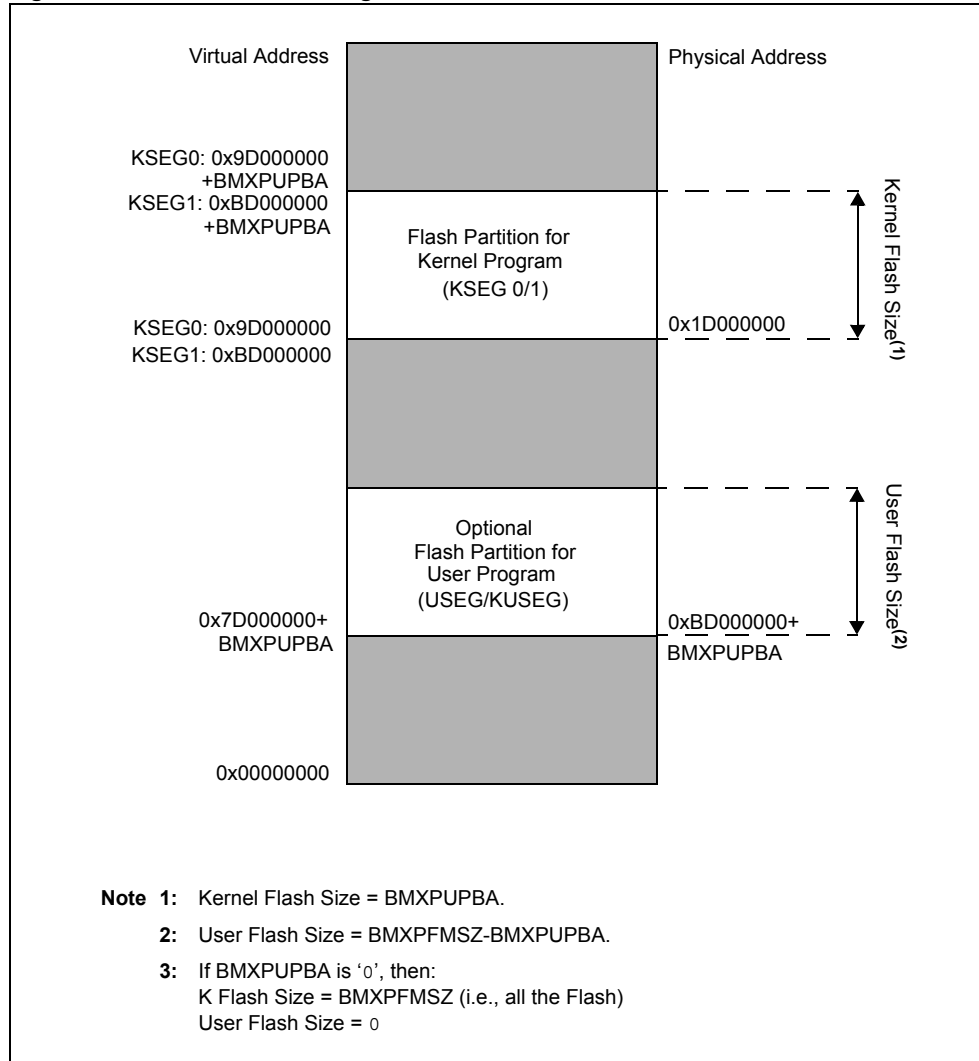 Virtual Address
Physical Address
KSEG0: 0x9D000000
+BMXPUPBA
KSEG1: 0xBD000000
+BMXPUPBA
Flash Partition for
Kernel Program
(KSEG 0/1)
Kernel Flash Size(1)
KSEG0: 0x9D000000
KSEG1: 0xBD000000
0x1D000000
Optional
Flash Partition for
User Program
(USEG/KUSEG)
User Flash Size(2)
0x7D000000+
BMXPUPBA
0xBD000000+
BMXPUPBA
0x00000000
Note 1: Kernel Flash Size = BMXPUPBA.
2: User Flash Size = BMXPFMSZ-BMXPUPBA.
3: If BMXPUPBA is ‘0’, then:
K Flash Size = BMXPFMSZ (i.e., all the Flash)
User Flash Size = 0